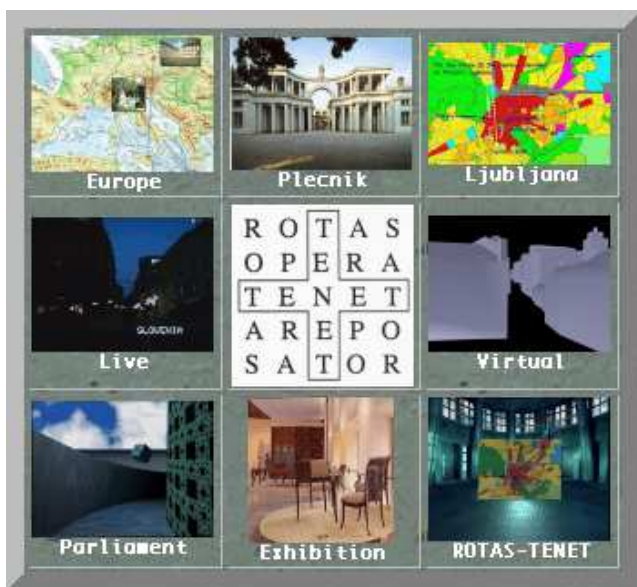 Europe
Plecnik
Ljubljana
ROTAS
OPERA
TENET
AREPO
SATOR
SLOVENIA
Live
Virtual
Parliament
Exhibition
ROTAS-TENET